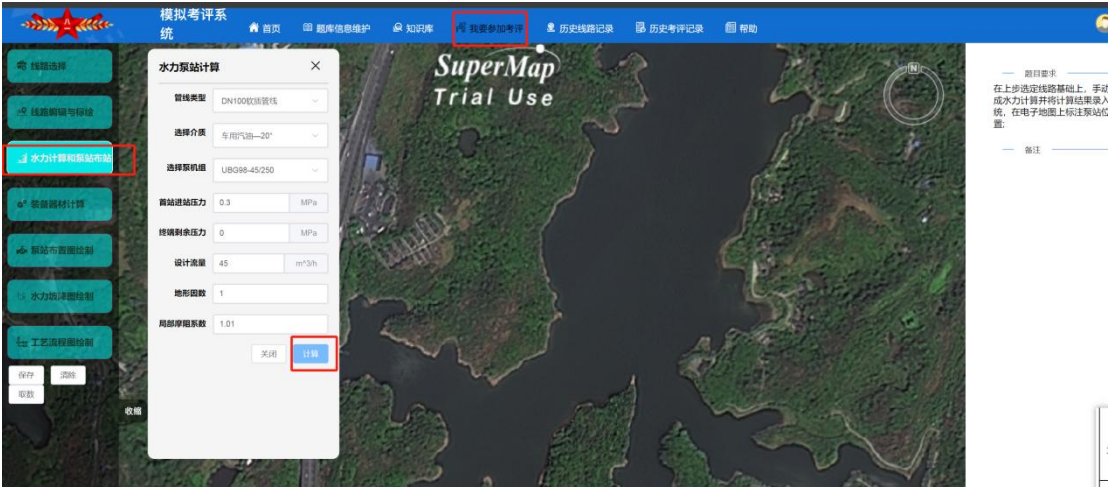 模拟考评系
统
首页
题库信息维护
知识库
我要参加考评
历史线路记录
历史考评记录
帮助
线路选择
线路编辑与标绘
水力计算和泵站布站
装备器材计算
泵站布置图绘制
水力坡降图绘制
工艺流程图绘制
保存
清除
取数
收缩
水力泵站计算
管线类型 DN100软质管线
选择介质 车用汽油—20°
选择泵机组 UBG98-45/250
首站进站压力 0.3 MPa
终端剩余压力 0 MPa
设计流量 45 m^3/h
地形因数 1
局部摩阻系数 1.01
关闭
计算
SuperMap
Trial Use
N
题目要求
在上步选定线路基础上，手动
成水力计算并将计算结果录入
统，在电子地图上标注泵站位
置;
备注